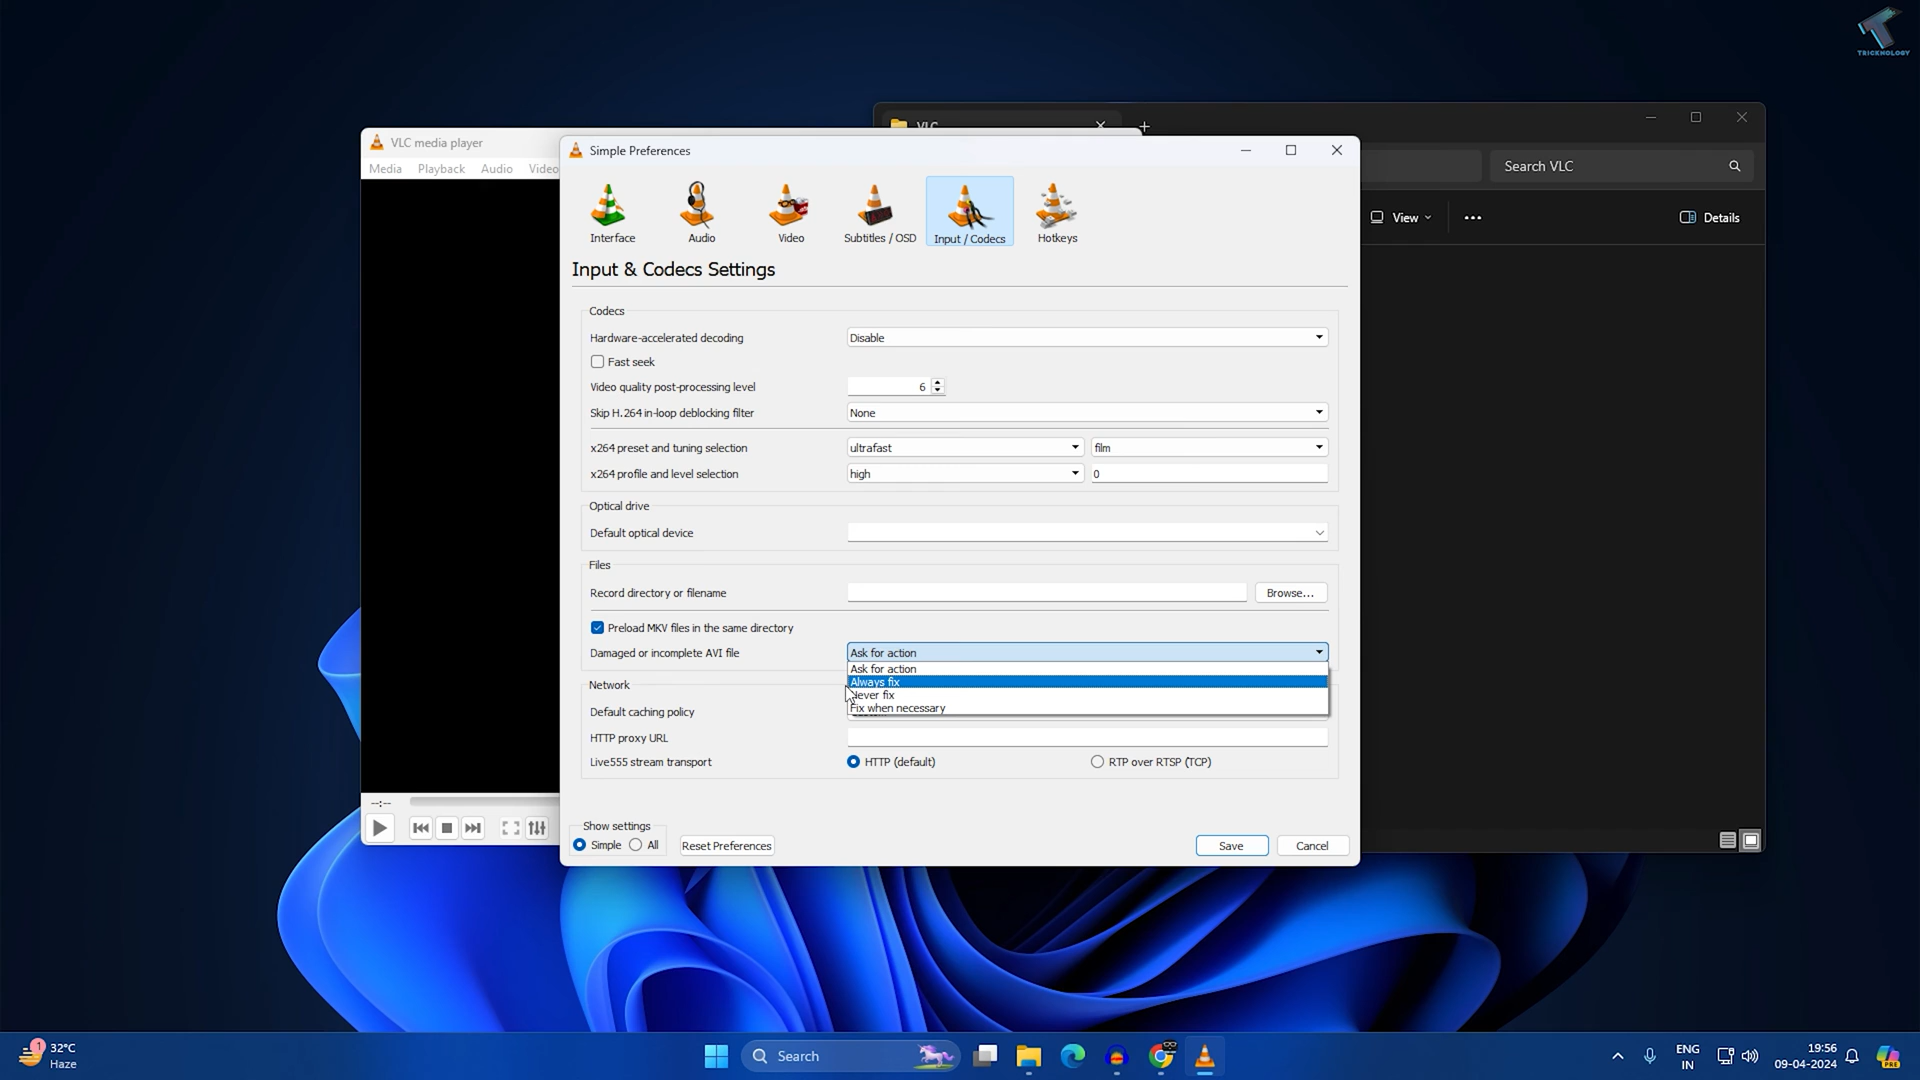 TRICKNOLOGY
VLC
VLC media player
Simple Preferences
Media Playback Audio Video
Search VLC
Interface Audio Video Subtitles / OSD Input / Codecs Hotkeys
View Details
Input & Codecs Settings
Codecs
Hardware-accelerated decoding Disable
Fast seek
Video quality post-processing level 6
Skip H.264 in-loop deblocking filter None
x264 preset and tuning selection ultrafast film
x264 profile and level selection high 0
Optical drive
Default optical device
Files
Record directory or filename Browse...
Preload MKV files in the same directory
Damaged or incomplete AVI file Ask for action
Ask for action
Always fix
Never fix
Fix when necessary
Network
Default caching policy
HTTP proxy URL
Live555 stream transport HTTP (default) RTP over RTSP (TCP)
--:--
Show settings
Simple All Reset Preferences Save Cancel
1
32°C
Haze
Search
ENG
IN
19:56
09-04-2024
PRE